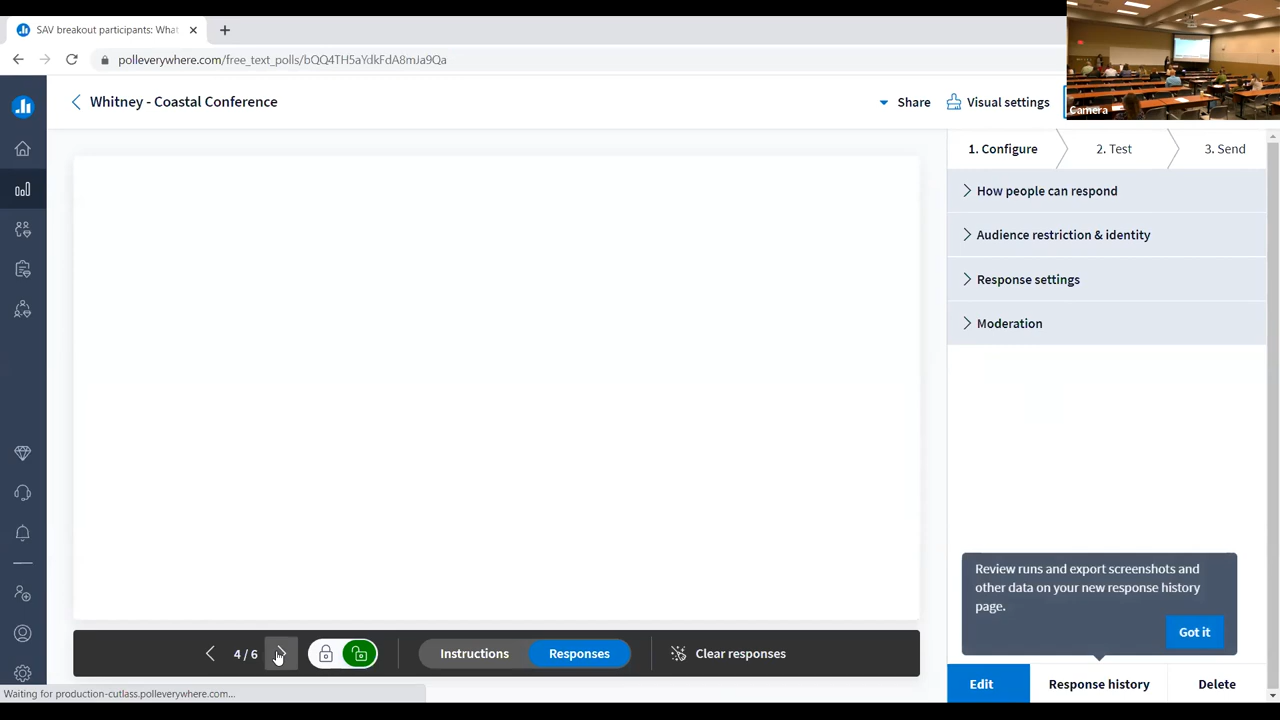 SAV breakout participants: What
polleverywhere.com/free_text_polls/bQQ4TH5aYdkFdA8mJa9Qa
Whitney - Coastal Conference
Share
Visual settings
Camera
1. Configure
2. Test
3. Send
How people can respond
Audience restriction & identity
Response settings
Moderation
Review runs and export screenshots and
other data on your new response history
page.
Got it
4 / 6
Instructions
Responses
Clear responses
Edit
Response history
Delete
Waiting for production-cutlass.polleverywhere.com...